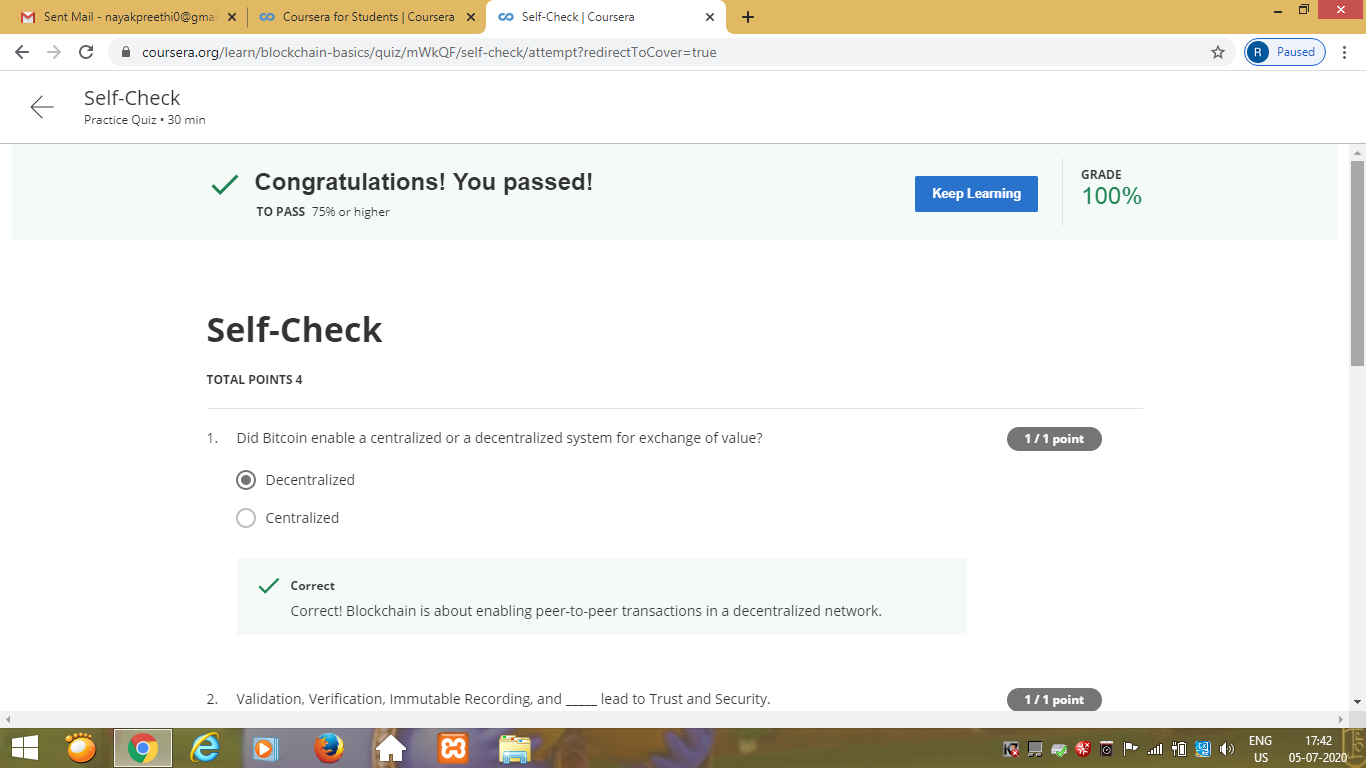 Sent Mail - nayakpreethi0@gmai
Coursera for Students | Coursera
Self-Check | Coursera
coursera.org/learn/blockchain-basics/quiz/mWkQF/self-check/attempt?redirectToCover=true
R Paused
Self-Check
Practice Quiz • 30 min
Congratulations! You passed!
TO PASS 75% or higher
Keep Learning
GRADE
100%
Self-Check
TOTAL POINTS 4
1. Did Bitcoin enable a centralized or a decentralized system for exchange of value?
1 / 1 point
Decentralized
Centralized
Correct
Correct! Blockchain is about enabling peer-to-peer transactions in a decentralized network.
2. Validation, Verification, Immutable Recording, and _____ lead to Trust and Security.
1 / 1 point
ENG
US
17:42
05-07-2020